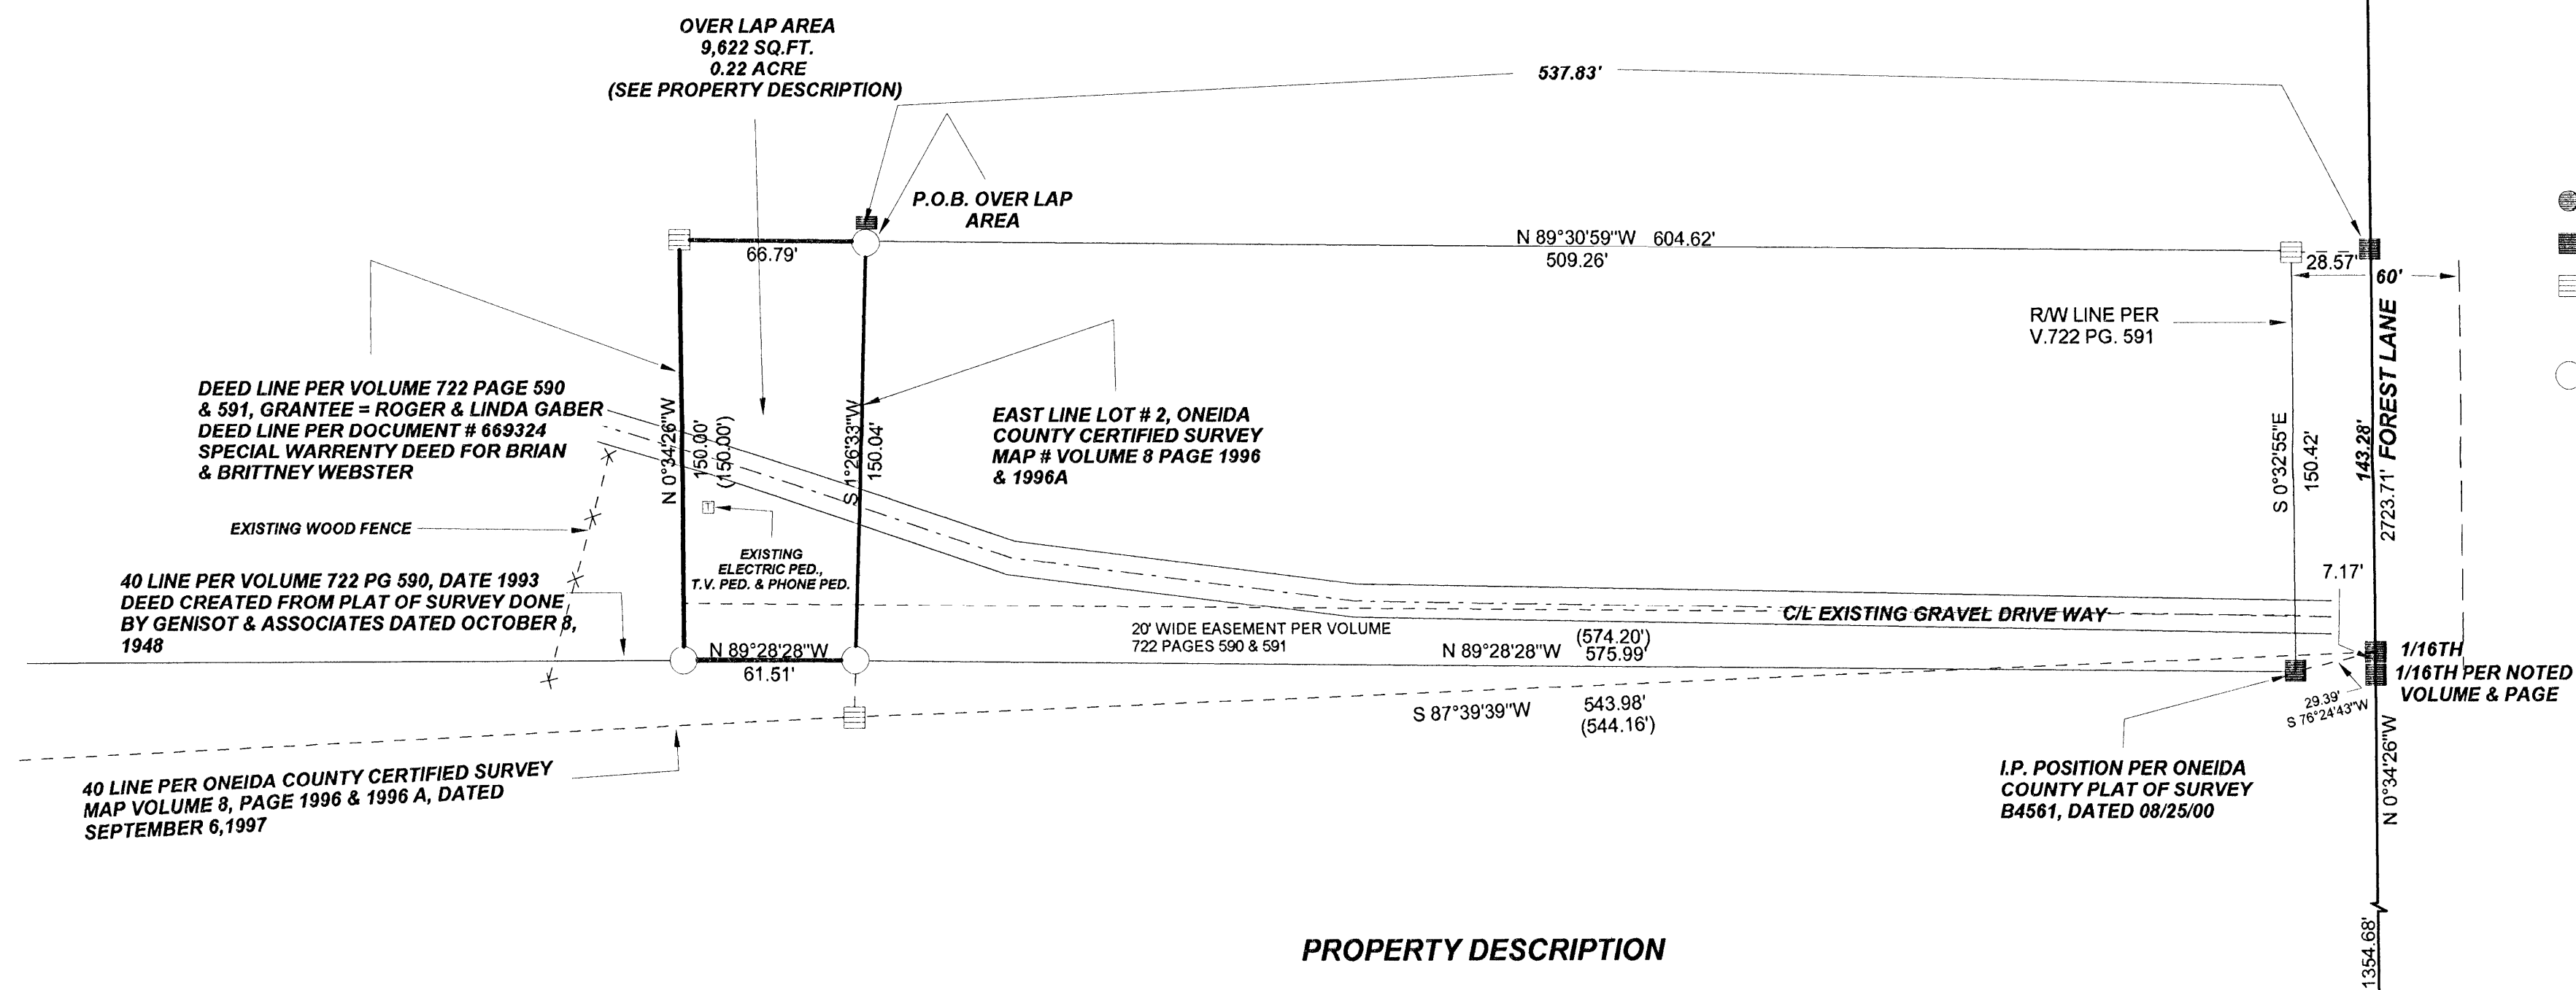 OVER LAP AREA
9,622 SQ.FT.
0.22 ACRE
(SEE PROPERTY DESCRIPTION)
537.83'
P.O.B. OVER LAP
AREA
66.79'
N 89°30'59"W 604.62'
509.26'
28.57'
60'
R/W LINE PER
V.722 PG. 591
DEED LINE PER VOLUME 722 PAGE 590
& 591, GRANTEE = ROGER & LINDA GABER
DEED LINE PER DOCUMENT # 669324
SPECIAL WARRENTY DEED FOR BRIAN
& BRITTNEY WEBSTER
N 0°34'26"W
150.00'
(150.00')
S 1°26'33"W
150.04'
EAST LINE LOT # 2, ONEIDA
COUNTY CERTIFIED SURVEY
MAP # VOLUME 8 PAGE 1996
& 1996A
S 0°32'55"E
150.42'
143.28'
2723.71'
FOREST LANE
EXISTING WOOD FENCE
T
EXISTING
ELECTRIC PED.,
T.V. PED. & PHONE PED.
40 LINE PER VOLUME 722 PG 590, DATE 1993
DEED CREATED FROM PLAT OF SURVEY DONE
BY GENISOT & ASSOCIATES DATED OCTOBER 8,
1948
7.17'
C/L EXISTING GRAVEL DRIVE WAY
20' WIDE EASEMENT PER VOLUME
722 PAGES 590 & 591
N 89°28'28"W
61.51'
N 89°28'28"W
(574.20')
575.99'
1/16TH
1/16TH PER NOTED
VOLUME & PAGE
29.39'
S 76°24'43"W
S 87°39'39"W
543.98'
(544.16')
N 0°34'26"W
40 LINE PER ONEIDA COUNTY CERTIFIED SURVEY
MAP VOLUME 8, PAGE 1996 & 1996 A, DATED
SEPTEMBER 6,1997
I.P. POSITION PER ONEIDA
COUNTY PLAT OF SURVEY
B4561, DATED 08/25/00
1354.68'
PROPERTY DESCRIPTION